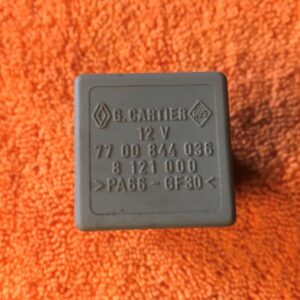 G. CARTIER
12 V
77 00 844 036
8 121 000
>PA66-GF30<